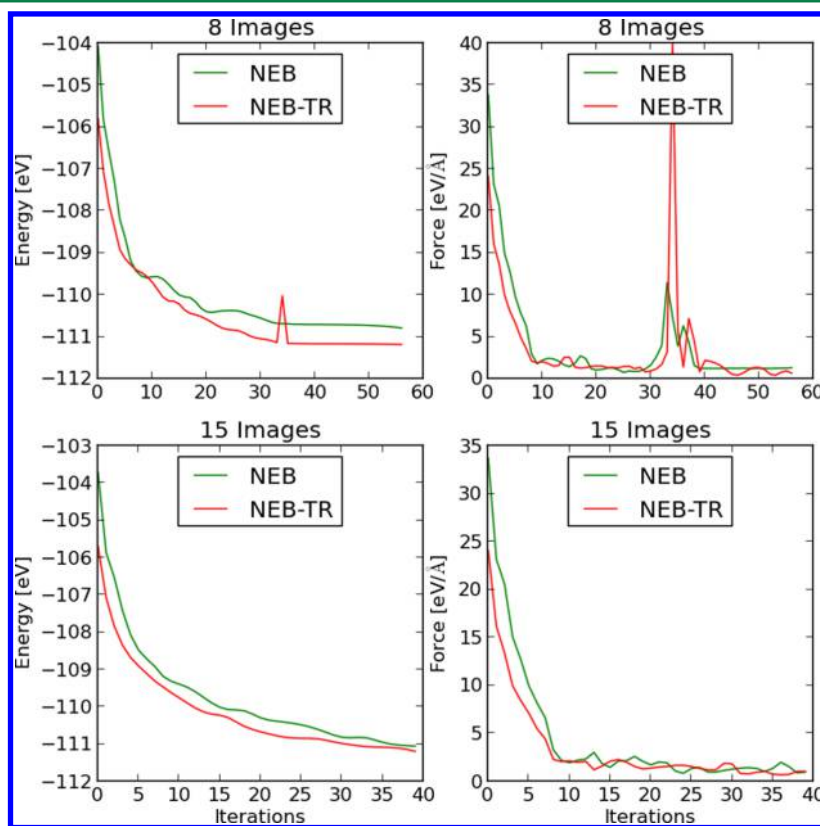 8 Images
Energy [eV]
−104
−105
−106
−107
−108
−109
−110
−111
−112
NEB
NEB-TR
0 10 20 30 40 50 60
8 Images
Force [eV/Å]
40
35
30
25
20
15
10
5
0
NEB
NEB-TR
0 10 20 30 40 50 60
15 Images
Energy [eV]
−103
−104
−105
−106
−107
−108
−109
−110
−111
−112
NEB
NEB-TR
0 5 10 15 20 25 30 35 40
Iterations
15 Images
Force [eV/Å]
35
30
25
20
15
10
5
0
NEB
NEB-TR
0 5 10 15 20 25 30 35 40
Iterations